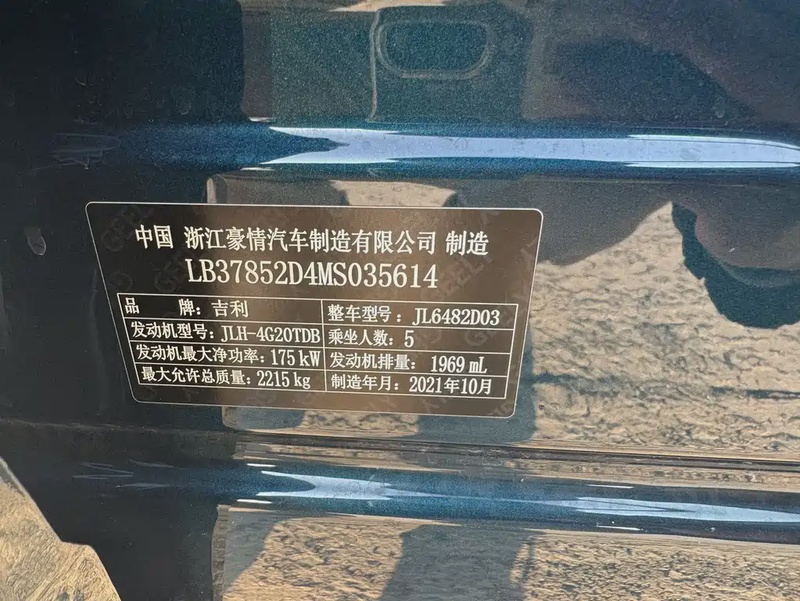 中国 浙江豪情汽车制造有限公司 制造
LB37852D4MS035614
品 牌：吉利 整车型号：JL6482D03
发动机型号：JLH-4G20TDB 乘坐人数：5
发动机最大净功率：175 kW 发动机排量：1969 mL
最大允许总质量：2215 kg 制造年月：2021年10月